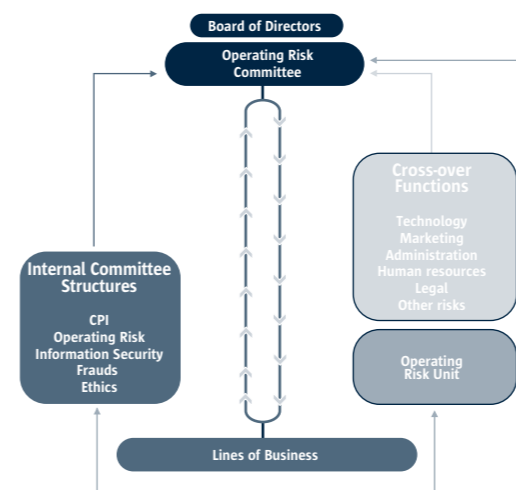 Board of Directors
Operating Risk
Committee
Cross-over
Functions
Technology
Marketing
Administration
Human resources
Legal
Other risks
Internal Committee
Structures
CPI
Operating Risk
Information Security
Frauds
Ethics
Operating
Risk Unit
Lines of Business